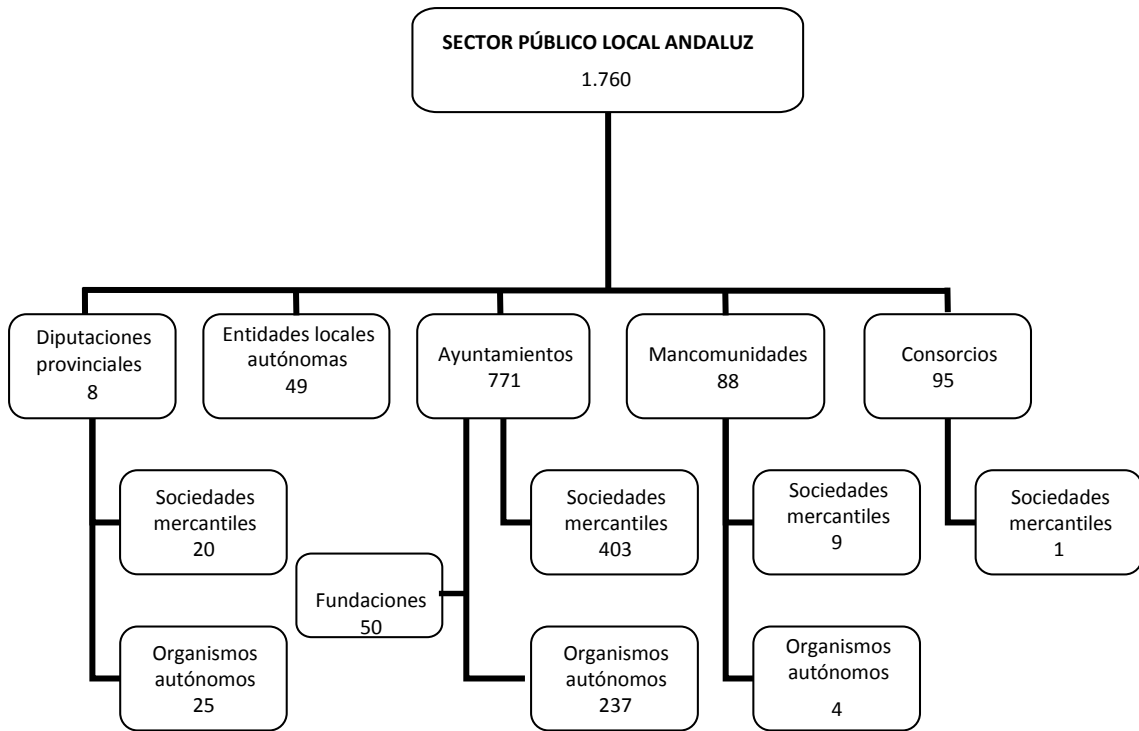 SECTOR PÚBLICO LOCAL ANDALUZ
1.760
Diputaciones
provinciales
8
Entidades locales
autónomas
49
Ayuntamientos
771
Mancomunidades
88
Consorcios
95
Sociedades
mercantiles
20
Sociedades
mercantiles
403
Sociedades
mercantiles
9
Sociedades
mercantiles
1
Fundaciones
50
Organismos
autónomos
25
Organismos
autónomos
237
Organismos
autónomos
4